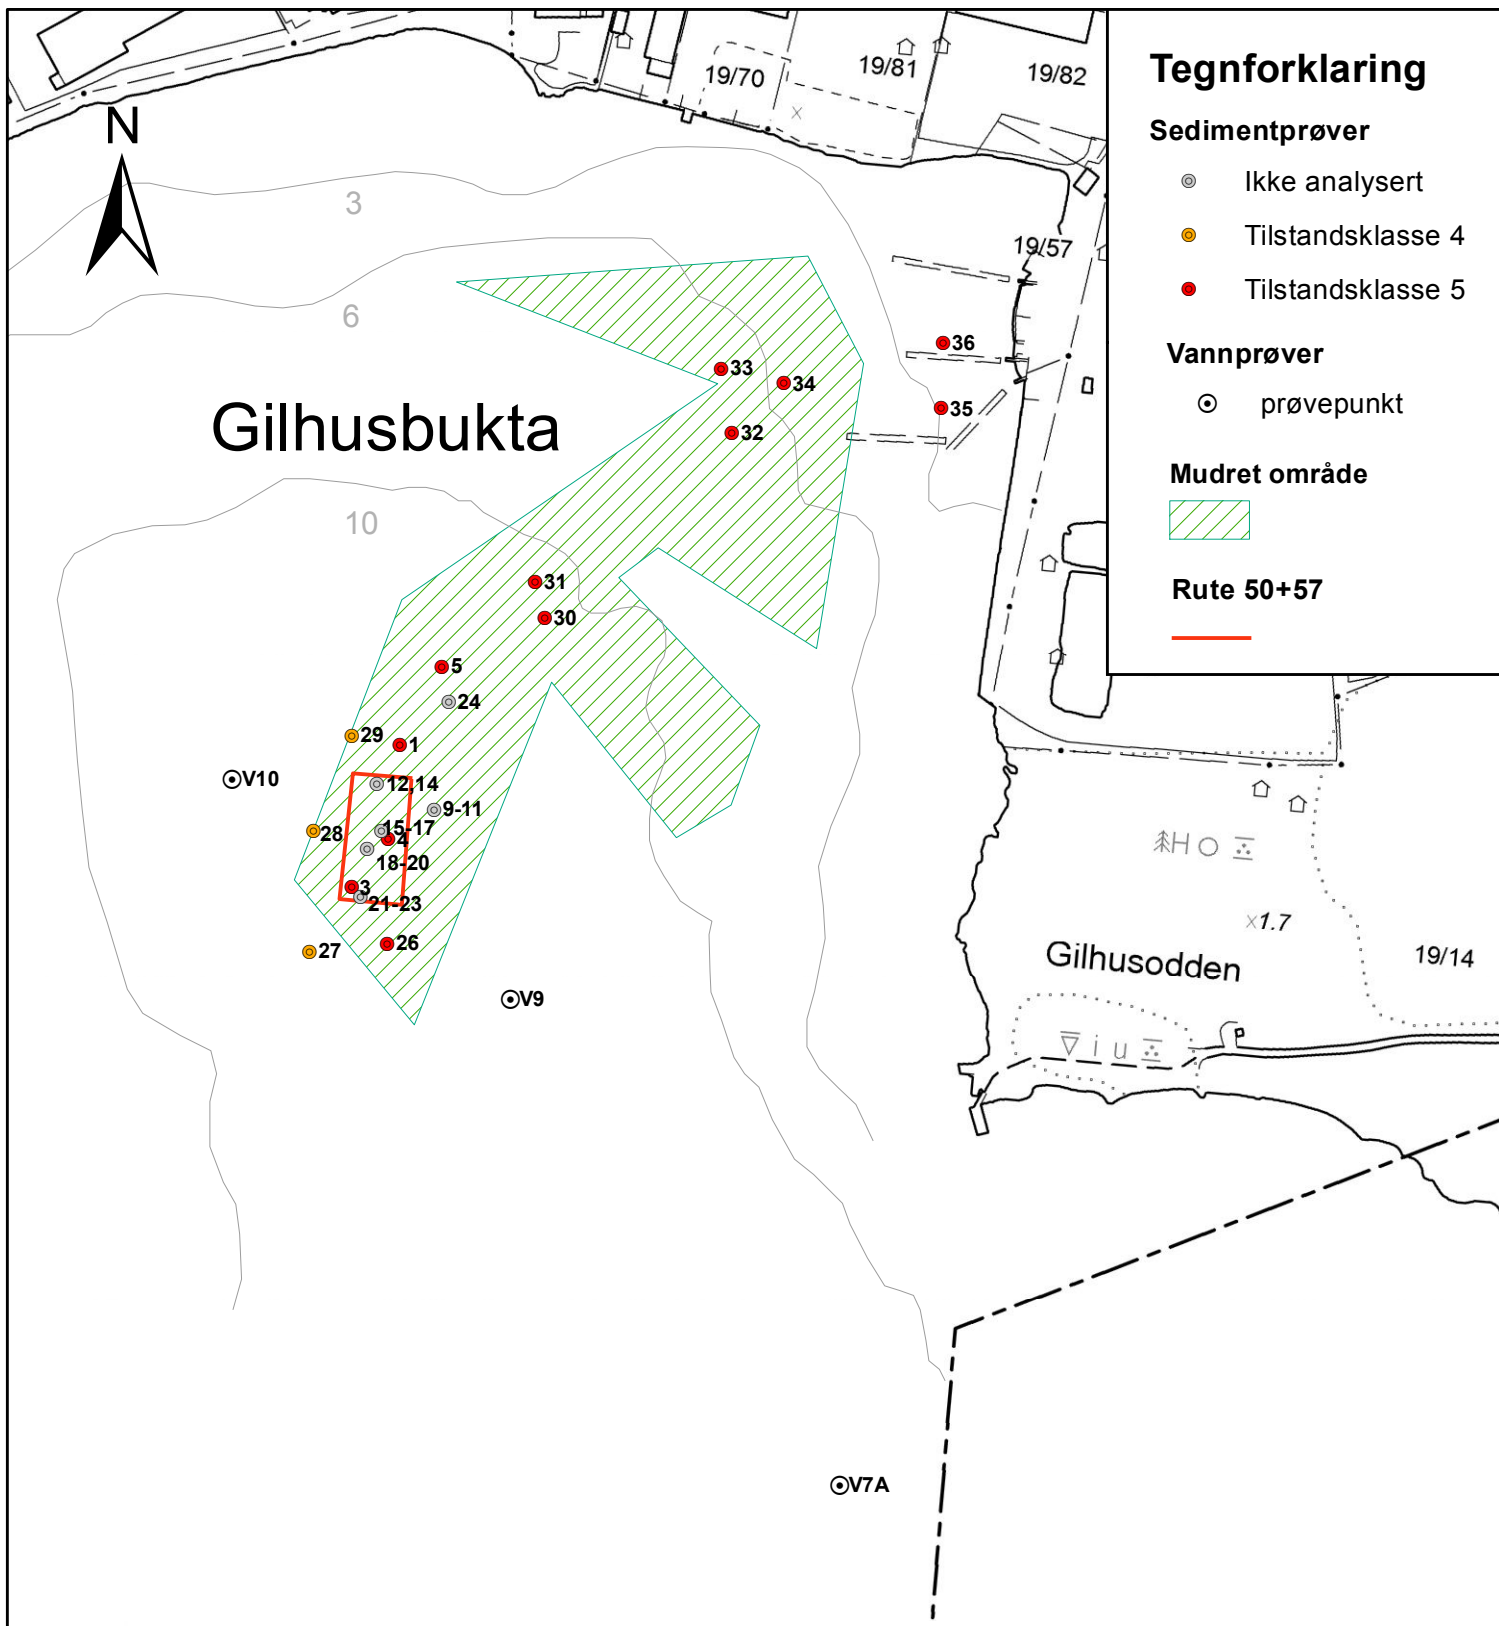 N
19/70
19/81
19/82
19/57
3
6
10
Gilhusbukta
36
33
34
35
32
31
30
5
24
29
1
V10
12,14
9-11
28
15-17
4
18-20
3
21-23
27
26
V9
V7A
H
1.7
19/14
Gilhusodden
i u
Tegnforklaring
Sedimentprøver
Ikke analysert
Tilstandsklasse 4
Tilstandsklasse 5
Vannprøver
prøvepunkt
Mudret område
Rute 50+57